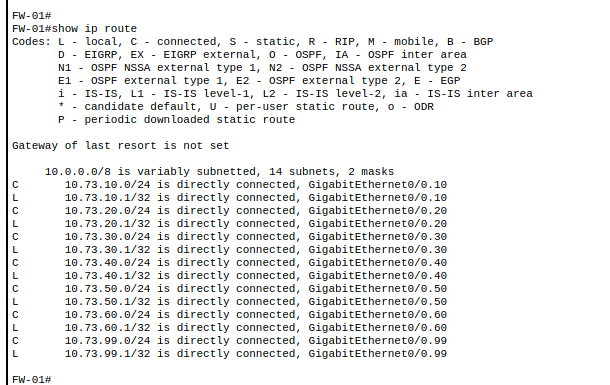 FW-01#
FW-01#show ip route
Codes: L - local, C - connected, S - static, R - RIP, M - mobile, B - BGP
       D - EIGRP, EX - EIGRP external, O - OSPF, IA - OSPF inter area
       N1 - OSPF NSSA external type 1, N2 - OSPF NSSA external type 2
       E1 - OSPF external type 1, E2 - OSPF external type 2, E - EGP
       i - IS-IS, L1 - IS-IS level-1, L2 - IS-IS level-2, ia - IS-IS inter area
       * - candidate default, U - per-user static route, o - ODR
       P - periodic downloaded static route

Gateway of last resort is not set

     10.0.0.0/8 is variably subnetted, 14 subnets, 2 masks
C       10.73.10.0/24 is directly connected, GigabitEthernet0/0.10
L       10.73.10.1/32 is directly connected, GigabitEthernet0/0.10
C       10.73.20.0/24 is directly connected, GigabitEthernet0/0.20
L       10.73.20.1/32 is directly connected, GigabitEthernet0/0.20
C       10.73.30.0/24 is directly connected, GigabitEthernet0/0.30
L       10.73.30.1/32 is directly connected, GigabitEthernet0/0.30
C       10.73.40.0/24 is directly connected, GigabitEthernet0/0.40
L       10.73.40.1/32 is directly connected, GigabitEthernet0/0.40
C       10.73.50.0/24 is directly connected, GigabitEthernet0/0.50
L       10.73.50.1/32 is directly connected, GigabitEthernet0/0.50
C       10.73.60.0/24 is directly connected, GigabitEthernet0/0.60
L       10.73.60.1/32 is directly connected, GigabitEthernet0/0.60
C       10.73.99.0/24 is directly connected, GigabitEthernet0/0.99
L       10.73.99.1/32 is directly connected, GigabitEthernet0/0.99

FW-01#